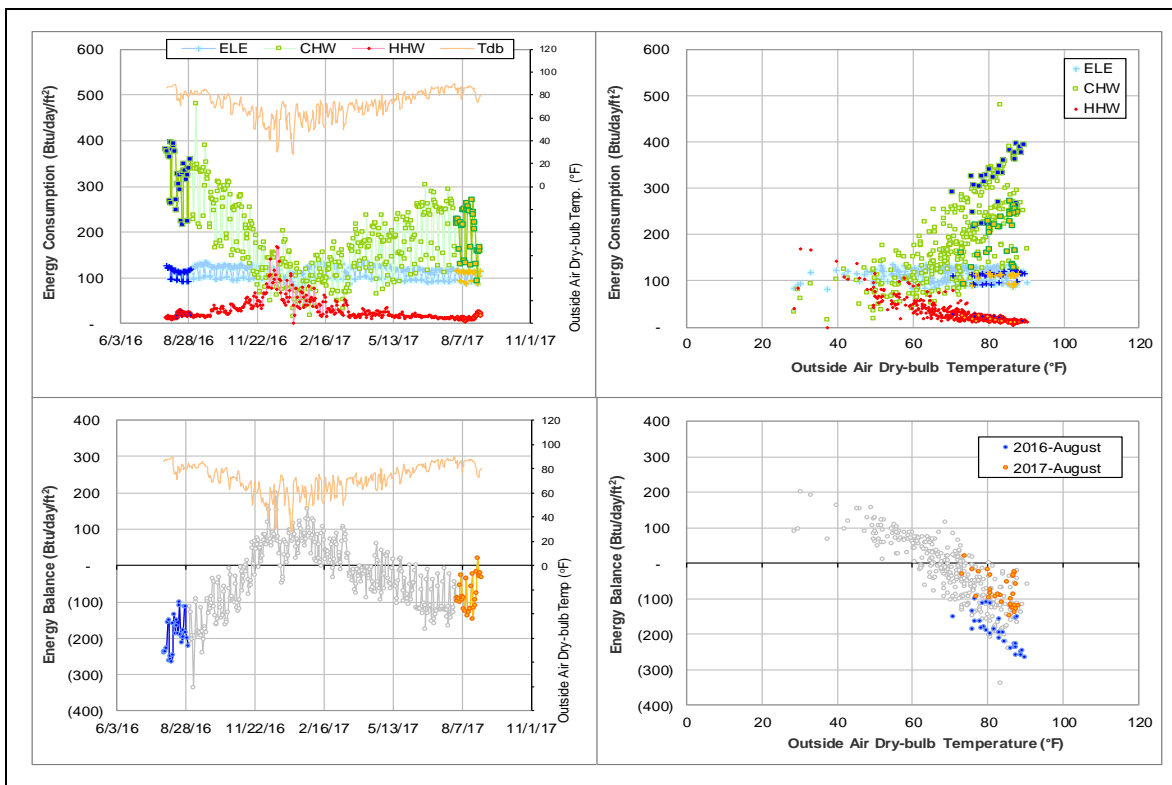 ELE CHW HHW Tdb
Energy Consumption (Btu/day/ft²)
600
500
400
300
200
100
-
120
100
80
60
40
20
0
Outside Air Dry-bulb Temp. (°F)
6/3/16 8/28/16 11/22/16 2/16/17 5/13/17 8/7/17 11/1/17
ELE
CHW
HHW
Energy Consumption (Btu/day/ft²)
600
500
400
300
200
100
-
0 20 40 60 80 100 120
Outside Air Dry-bulb Temperature (°F)
Energy Balance (Btu/day/ft²)
400
300
200
100
-
(100)
(200)
(300)
(400)
120
100
80
60
40
20
0
Outside Air Dry-bulb Temp (°F)
6/3/16 8/28/16 11/22/16 2/16/17 5/13/17 8/7/17 11/1/17
2016-August
2017-August
Energy Balance (Btu/day/ft²)
400
300
200
100
-
(100)
(200)
(300)
(400)
0 20 40 60 80 100 120
Outside Air Dry-bulb Temperature (°F)